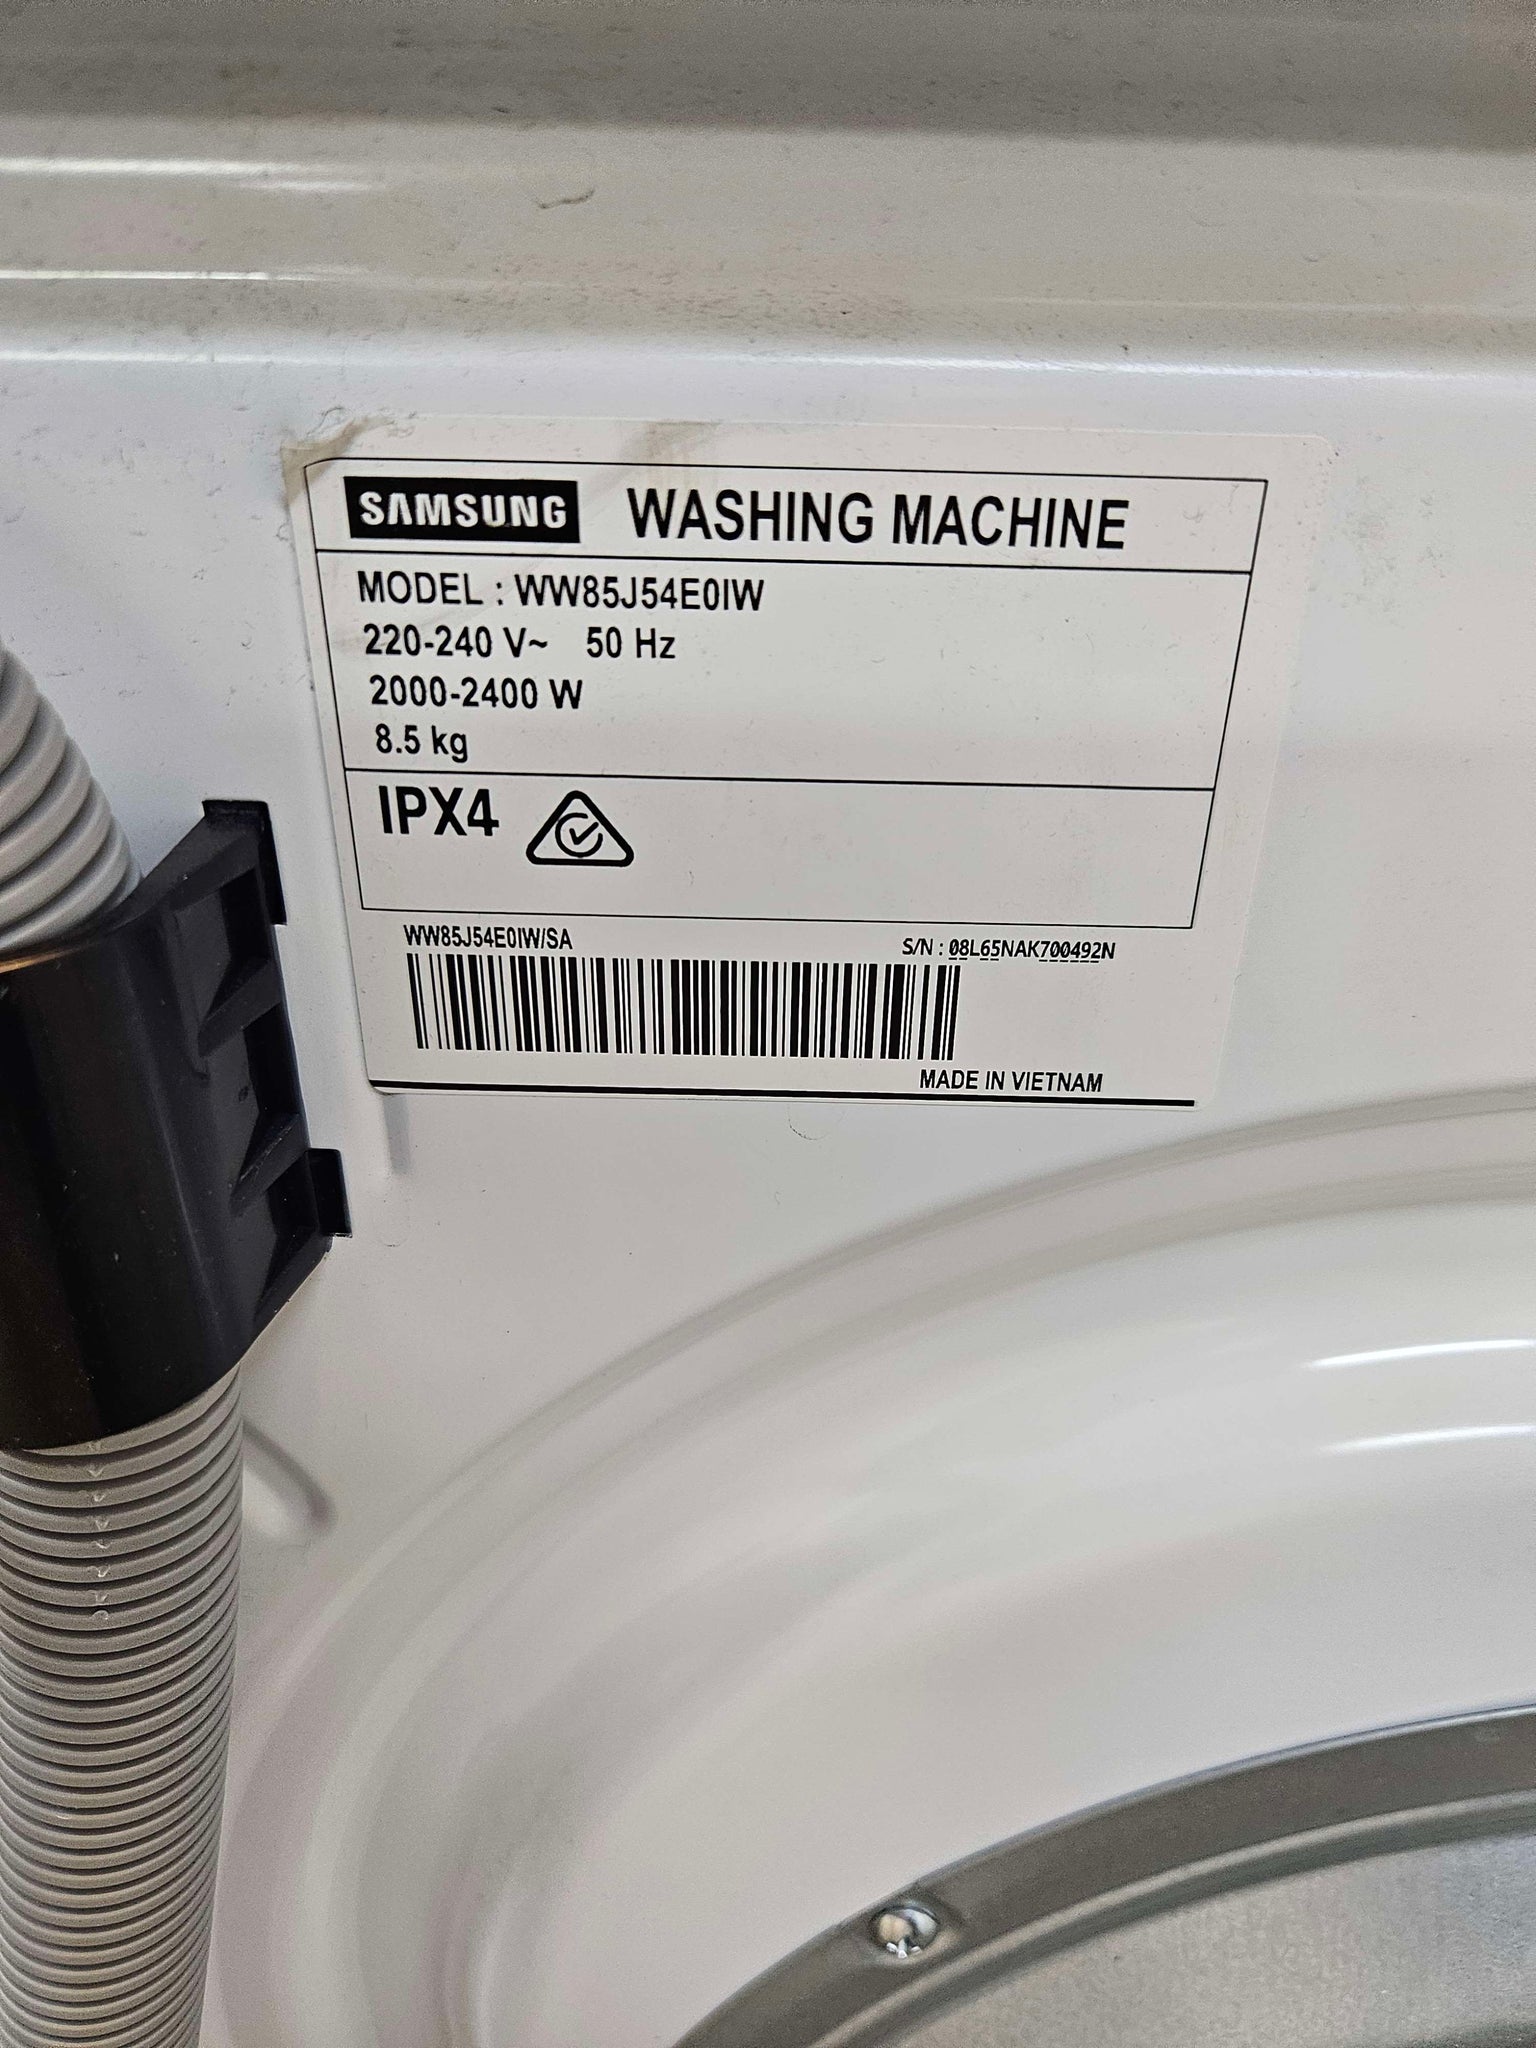 SAMSUNG WASHING MACHINE
MODEL : WW85J54E0IW
220-240 V~ 50 Hz
2000-2400 W
8.5 kg
IPX4
WW85J54E0IW/SA S/N : 08L65NAK700492N
MADE IN VIETNAM